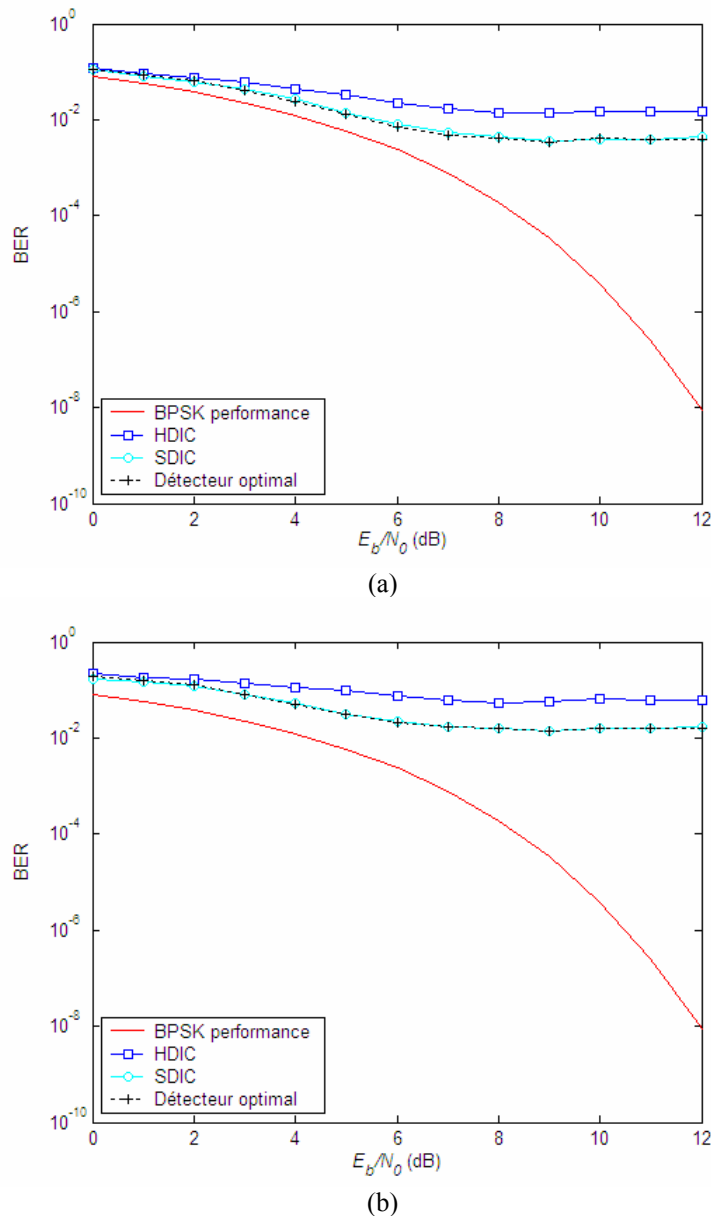 10^0
10^-2
10^-4
10^-6
10^-8
10^-10
BER
BPSK performance
HDIC
SDIC
Détecteur optimal
0 2 4 6 8 10 12
E_b/N_0 (dB)
(a)
10^0
10^-2
10^-4
10^-6
10^-8
10^-10
BER
BPSK performance
HDIC
SDIC
Détecteur optimal
0 2 4 6 8 10 12
E_b/N_0 (dB)
(b)